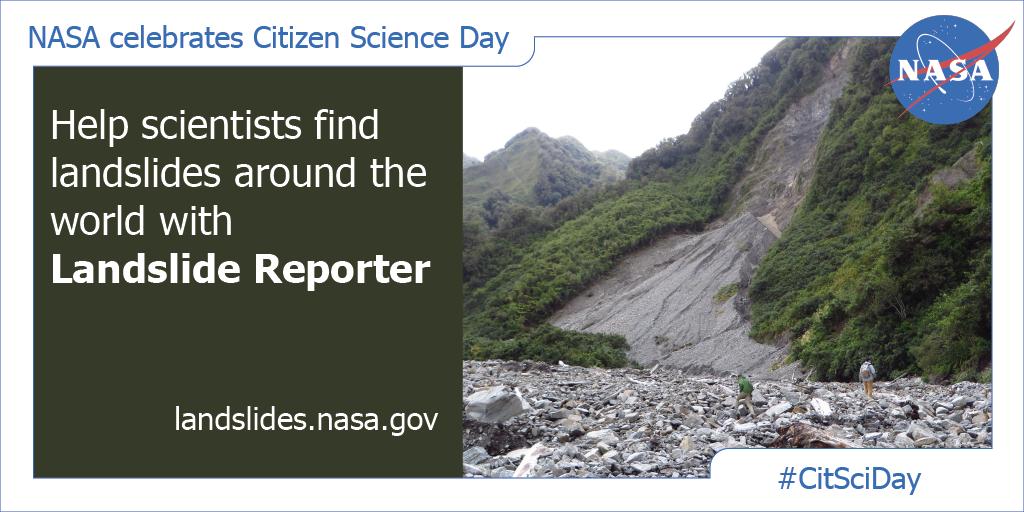 NASA celebrates Citizen Science Day
NASA
Help scientists find
landslides around the
world with
Landslide Reporter
landslides.nasa.gov
#CitSciDay